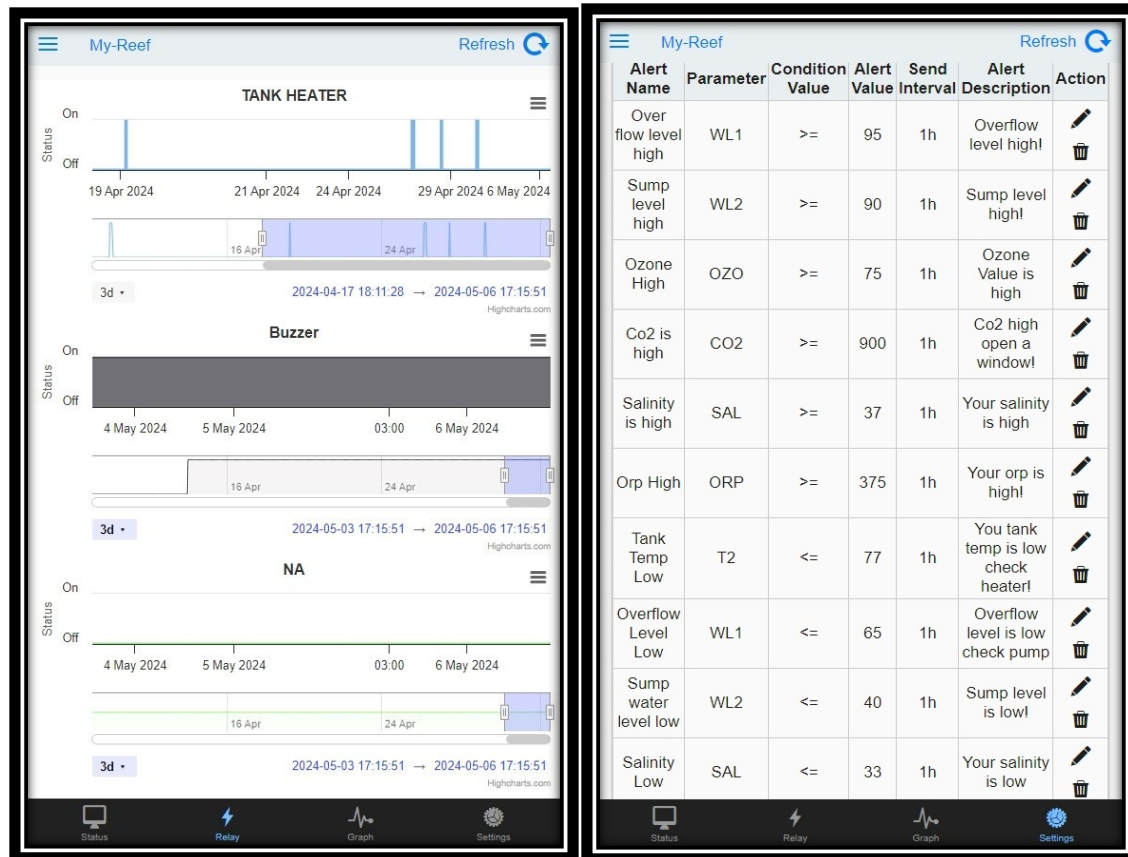 My-Reef
Refresh
TANK HEATER
On
Status
Off
19 Apr 2024 21 Apr 2024 24 Apr 2024 29 Apr 2024 6 May 2024
16 Apr 24 Apr
3d 2024-04-17 18:11:28 → 2024-05-06 17:15:51
Highcharts.com
Buzzer
On
Status
Off
4 May 2024 5 May 2024 03:00 6 May 2024
16 Apr 24 Apr
3d 2024-05-03 17:15:51 → 2024-05-06 17:15:51
Highcharts.com
NA
On
Status
Off
4 May 2024 5 May 2024 03:00 6 May 2024
16 Apr 24 Apr
3d 2024-05-03 17:15:51 → 2024-05-06 17:15:51
Highcharts.com
Status Relay Graph Settings
My-Reef
Refresh
Alert Name Parameter Condition Value Alert Value Send Interval Alert Description Action
Over flow level high WL1 >= 95 1h Overflow level high!
Sump level high WL2 >= 90 1h Sump level high!
Ozone High OZO >= 75 1h Ozone Value is high
Co2 is high CO2 >= 900 1h Co2 high open a window!
Salinity is high SAL >= 37 1h Your salinity is high
Orp High ORP >= 375 1h Your orp is high!
Tank Temp Low T2 <= 77 1h You tank temp is low check heater!
Overflow Level Low WL1 <= 65 1h Overflow level is low check pump
Sump water level low WL2 <= 40 1h Sump level is low!
Salinity Low SAL <= 33 1h Your salinity is low
Status Relay Graph Settings